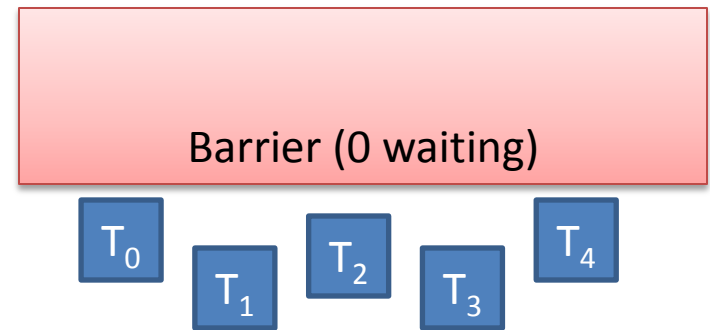 Barrier (0 waiting)
T₀
T₁
T₂
T₃
T₄